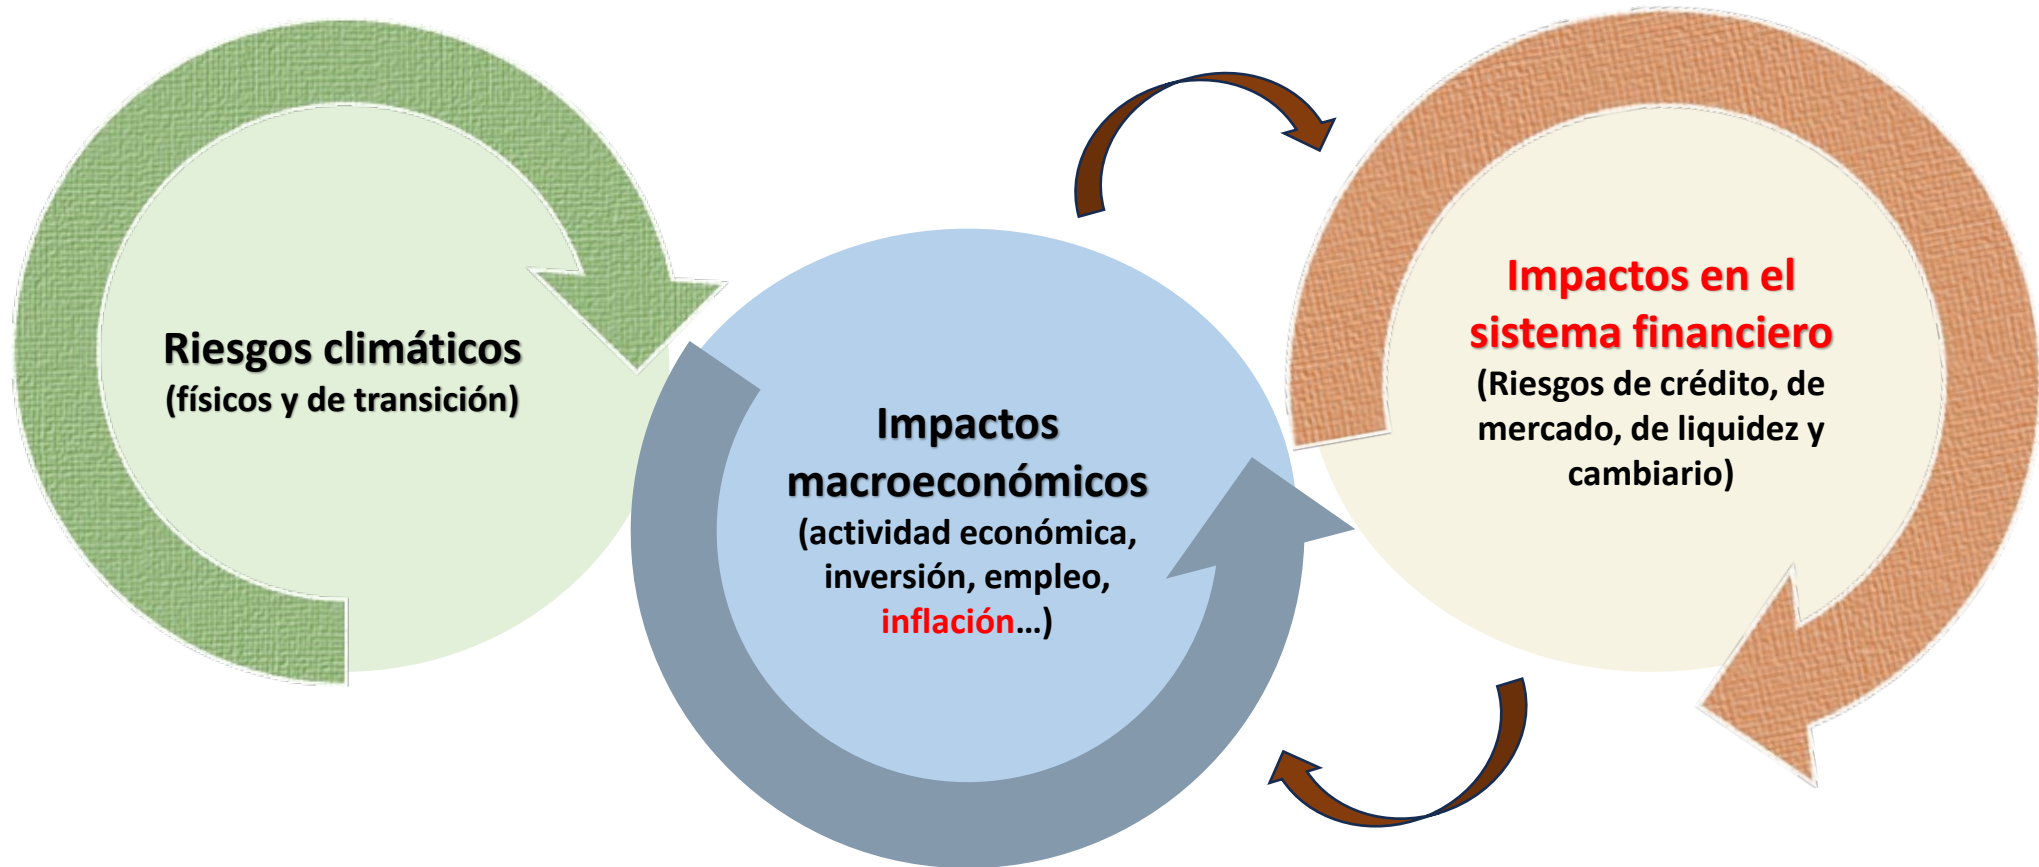 Riesgos climáticos
(físicos y de transición)
Impactos
macroeconómicos
(actividad económica,
inversión, empleo,
inflación...)
Impactos en el
sistema financiero
(Riesgos de crédito, de
mercado, de liquidez y
cambiario)